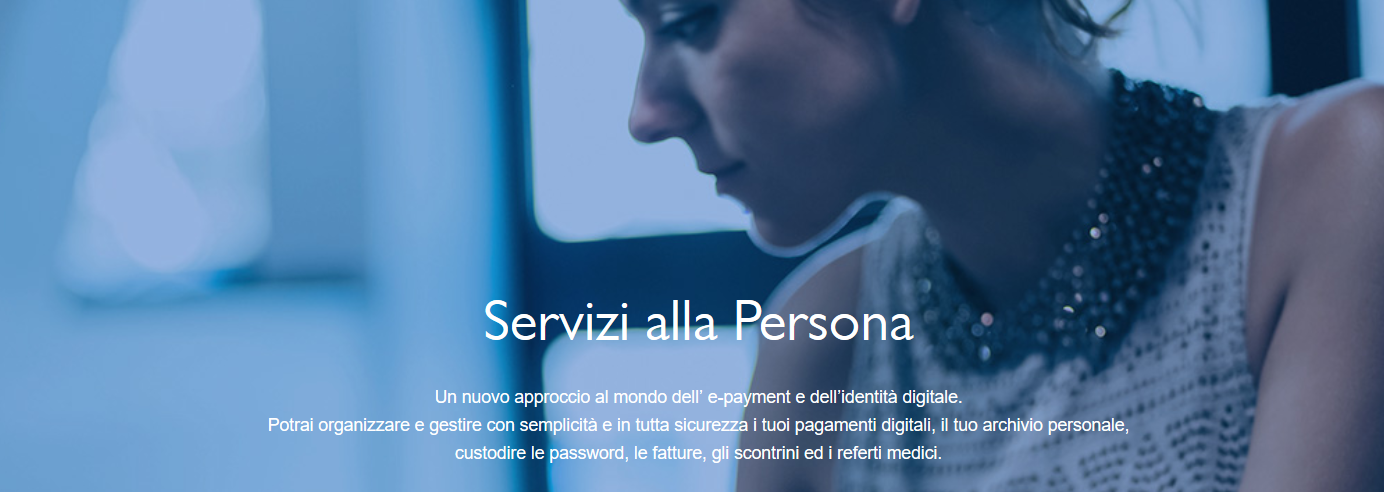 Servizi alla Persona
Un nuovo approccio al mondo dell’ e-payment e dell’identità digitale.
Potrai organizzare e gestire con semplicità e in tutta sicurezza i tuoi pagamenti digitali, il tuo archivio personale,
custodire le password, le fatture, gli scontrini ed i referti medici.